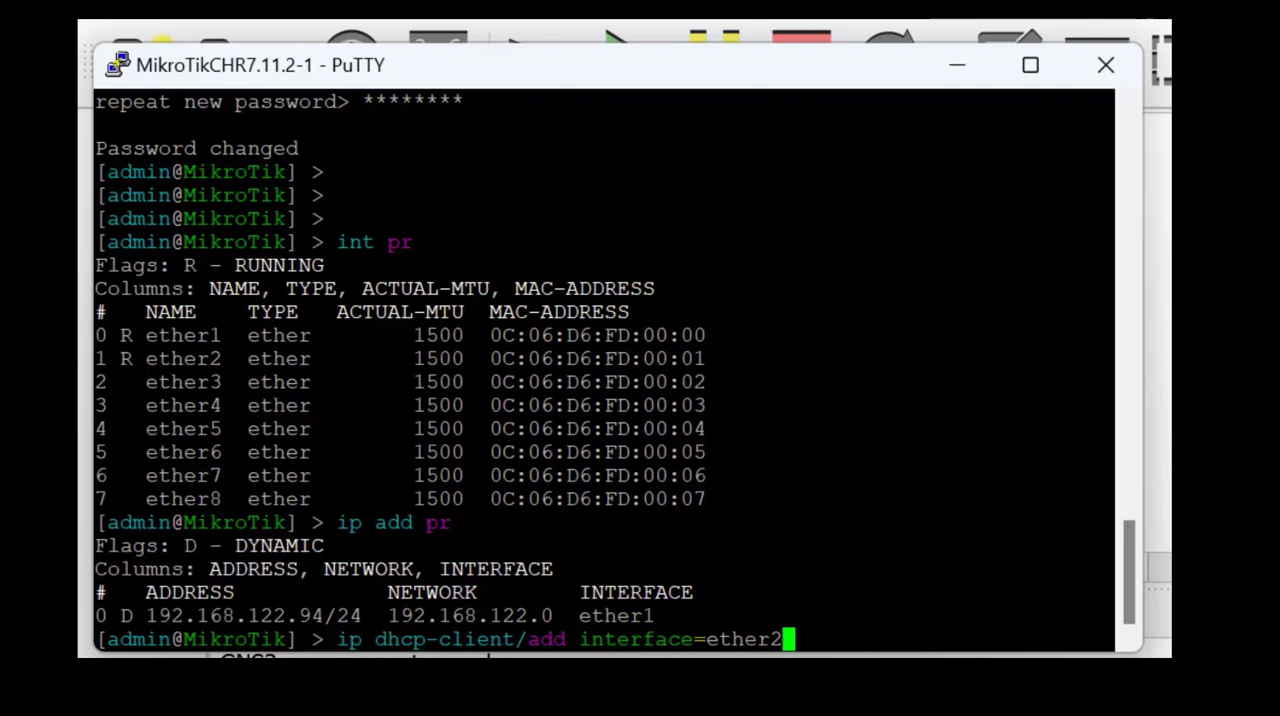 MikroTikCHR7.11.2-1 - PuTTY
repeat new password> ********
Password changed
[admin@MikroTik] >
[admin@MikroTik] >
[admin@MikroTik] >
[admin@MikroTik] > int pr
Flags: R - RUNNING
Columns: NAME, TYPE, ACTUAL-MTU, MAC-ADDRESS
#   NAME    TYPE   ACTUAL-MTU  MAC-ADDRESS
0 R ether1  ether        1500  0C:06:D6:FD:00:00
1 R ether2  ether        1500  0C:06:D6:FD:00:01
2   ether3  ether        1500  0C:06:D6:FD:00:02
3   ether4  ether        1500  0C:06:D6:FD:00:03
4   ether5  ether        1500  0C:06:D6:FD:00:04
5   ether6  ether        1500  0C:06:D6:FD:00:05
6   ether7  ether        1500  0C:06:D6:FD:00:06
7   ether8  ether        1500  0C:06:D6:FD:00:07
[admin@MikroTik] > ip add pr
Flags: D - DYNAMIC
Columns: ADDRESS, NETWORK, INTERFACE
#   ADDRESS            NETWORK        INTERFACE
0 D 192.168.122.94/24  192.168.122.0  ether1
[admin@MikroTik] > ip dhcp-client/add interface=ether2